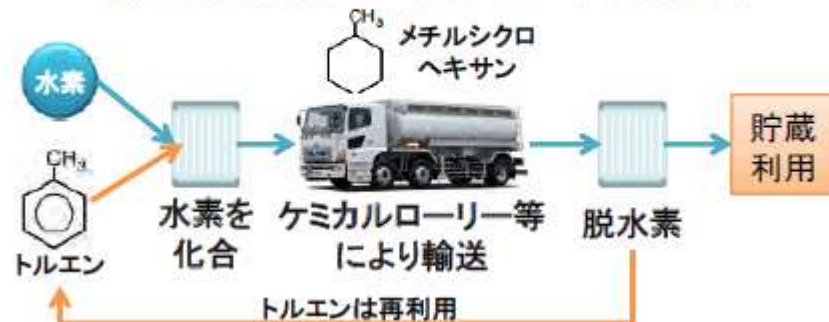 CH₃
メチルシクロ
ヘキサン
水素
CH₃
トルエン
水素を
化合
ケミカルローリー等
により輸送
脱水素
貯蔵
利用
トルエンは再利用